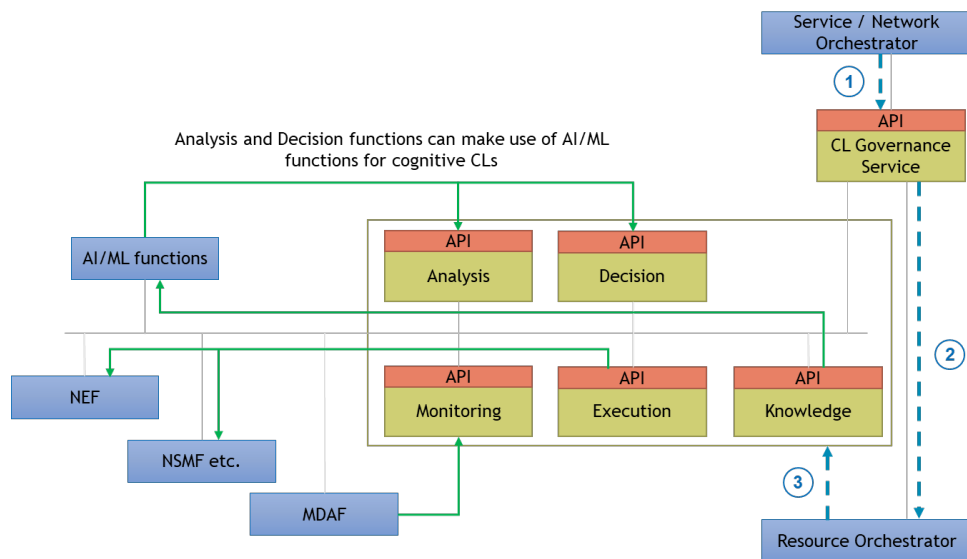 Service / Network
Orchestrator
1
API
CL Governance
Service
Analysis and Decision functions can make use of AI/ML
functions for cognitive CLs
AI/ML functions
API
Analysis
API
Decision
NEF
API
Monitoring
API
Execution
API
Knowledge
2
NSMF etc.
3
MDAF
Resource Orchestrator